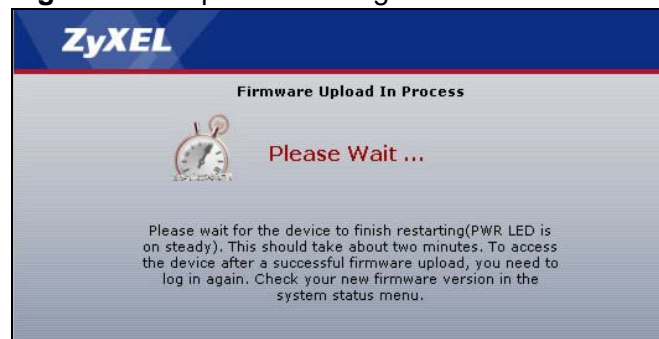 ZyXEL
Firmware Upload In Process
Please Wait ...
Please wait for the device to finish restarting(PWR LED is
on steady). This should take about two minutes. To access
the device after a successful firmware upload, you need to
log in again. Check your new firmware version in the
system status menu.